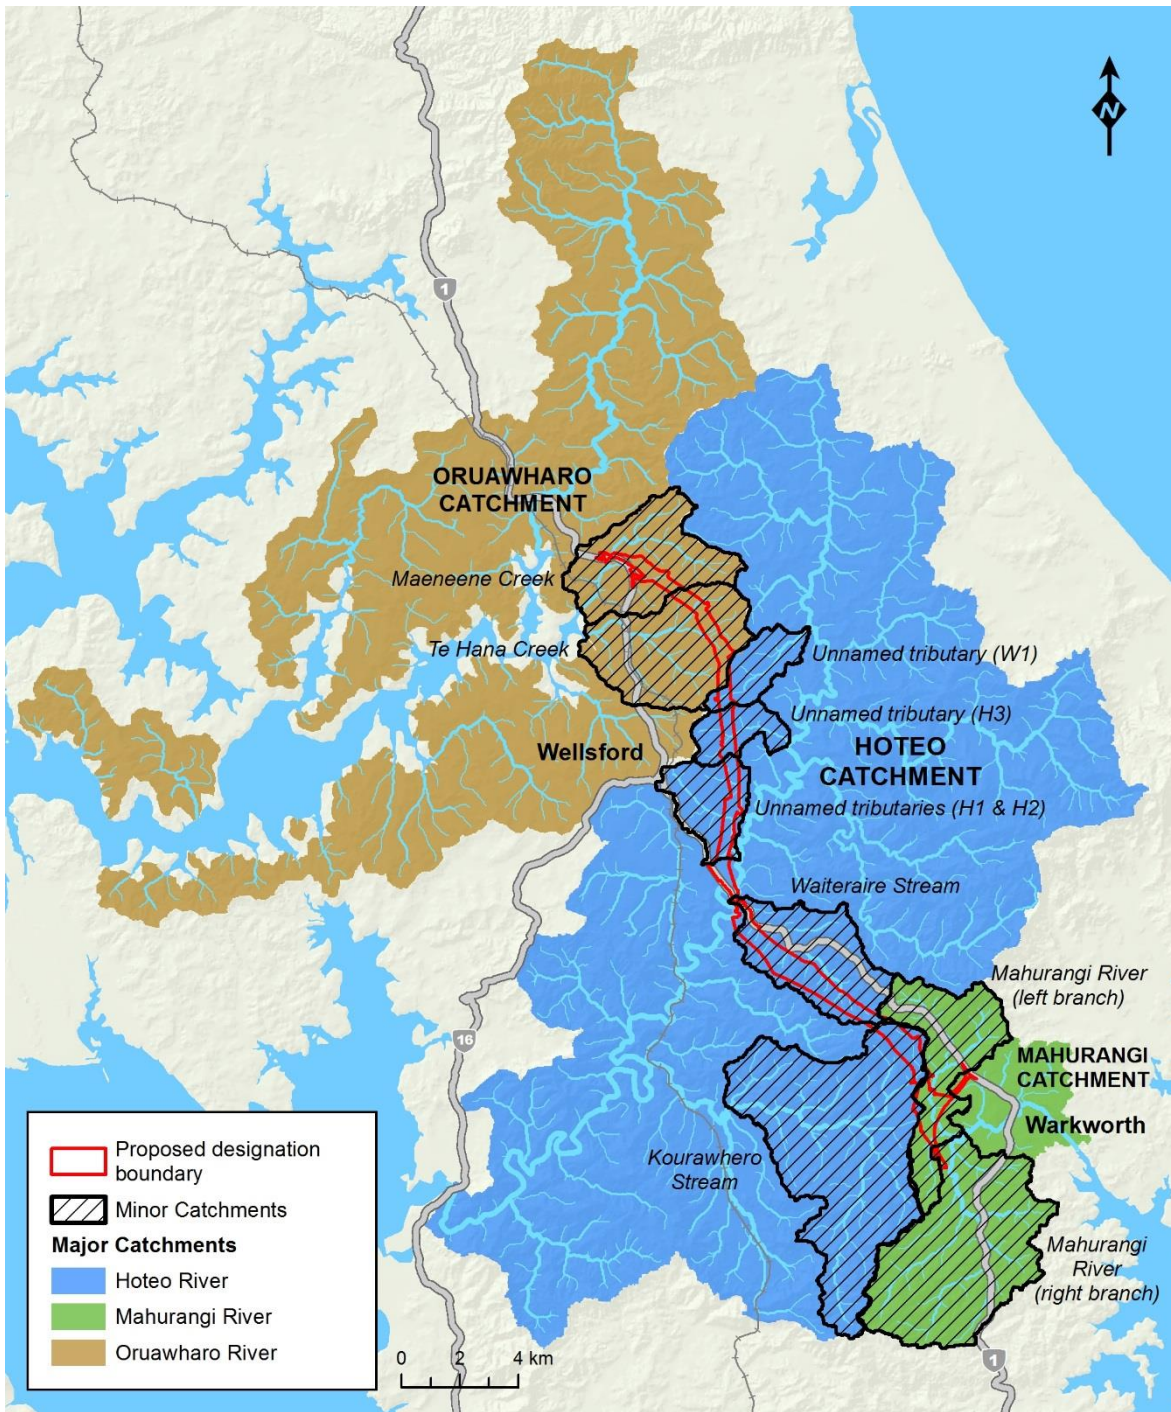 N
1
ORUAWHARO
CATCHMENT
Maeneene Creek
Te Hana Creek
Unnamed tributary (W1)
Unnamed tributary (H3)
Wellsford
HOTEO
CATCHMENT
Unnamed tributaries (H1 & H2)
Waiteraire Stream
Mahurangi River
(left branch)
16
MAHURANGI
CATCHMENT
Warkworth
Kourawhero
Stream
Mahurangi
River
(right branch)
1
Proposed designation
boundary
Minor Catchments
Major Catchments
Hoteo River
Mahurangi River
Oruawharo River
0 2 4 km